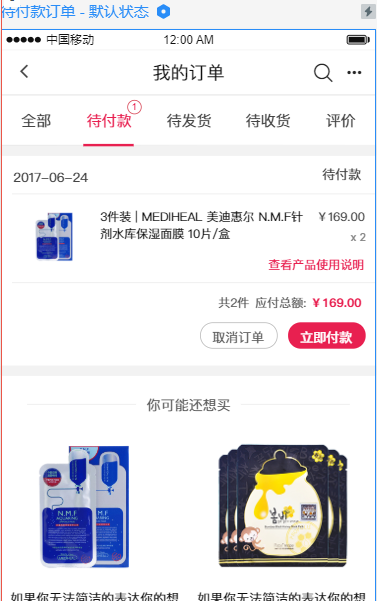 待付款订单 - 默认状态
中国移动 12:00 AM
我的订单
全部 待付款 1 待发货 待收货 评价
2017-06-24 待付款
3件装 | MEDIHEAL 美迪惠尔 N.M.F针 ￥169.00
剂水库保湿面膜 10片/盒 x 2
查看产品使用说明
共2件 应付总额: ￥169.00
取消订单 立即付款
你可能还想买
N.M.F
AQUARING
如果你无法简洁的表达你的想 如果你无法简洁的表达你的想